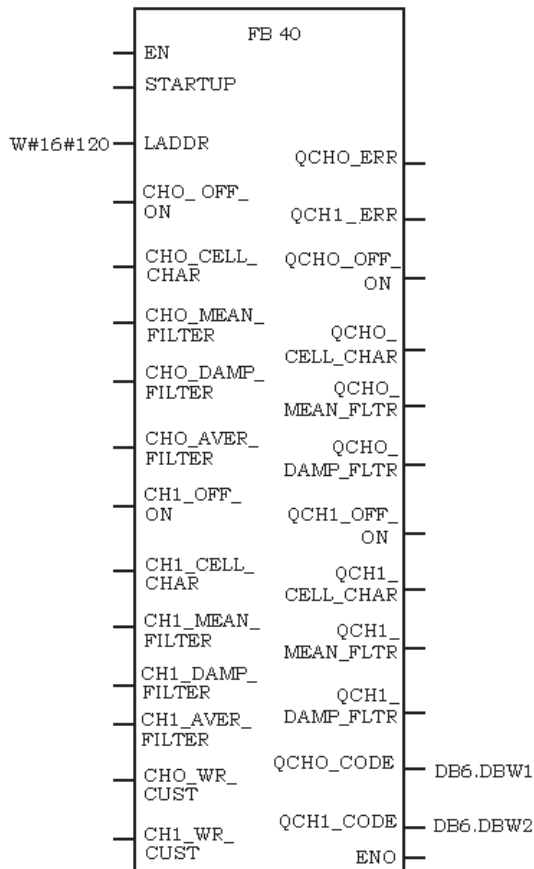 FB 40
EN
STARTUP
W#16#120
LADDR
CHO_ OFF_
ON
CHO_CELL_
CHAR
CHO_MEAN_
FILTER
CHO_DAMP_
FILTER
CHO_AVER_
FILTER
CH1_OFF_
ON
CH1_CELL_
CHAR
CH1_MEAN_
FILTER
CH1_DAMP_
FILTER
CH1_AVER_
FILTER
CHO_WR_
CUST
CH1_WR_
CUST
QCHO_ERR
QCH1_ERR
QCHO_OFF_
ON
QCHO_
CELL_CHAR
QCHO_
MEAN_FLTR
QCHO_
DAMP_FLTR
QCH1_OFF_
ON
QCH1_
CELL_CHAR
QCH1_
MEAN_FLTR
QCH1_
DAMP_FLTR
QCHO_CODE
DB6.DBW1
QCH1_CODE
DB6.DBW2
ENO